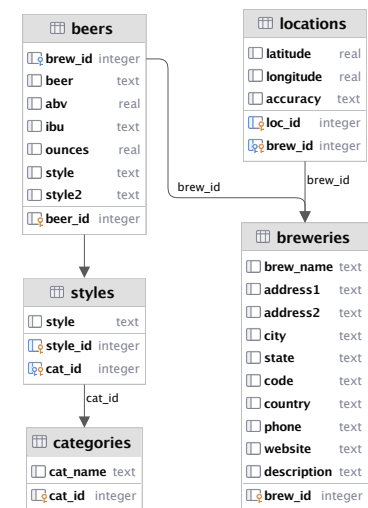 beers
brew_id integer
beer text
abv real
ibu text
ounces real
style text
style2 text
beer_id integer
locations
latitude real
longitude real
accuracy text
loc_id integer
brew_id integer
brew_id
brew_id
breweries
brew_name text
address1 text
address2 text
city text
state text
code text
country text
phone text
website text
description text
brew_id integer
styles
style text
style_id integer
cat_id integer
cat_id
categories
cat_name text
cat_id integer